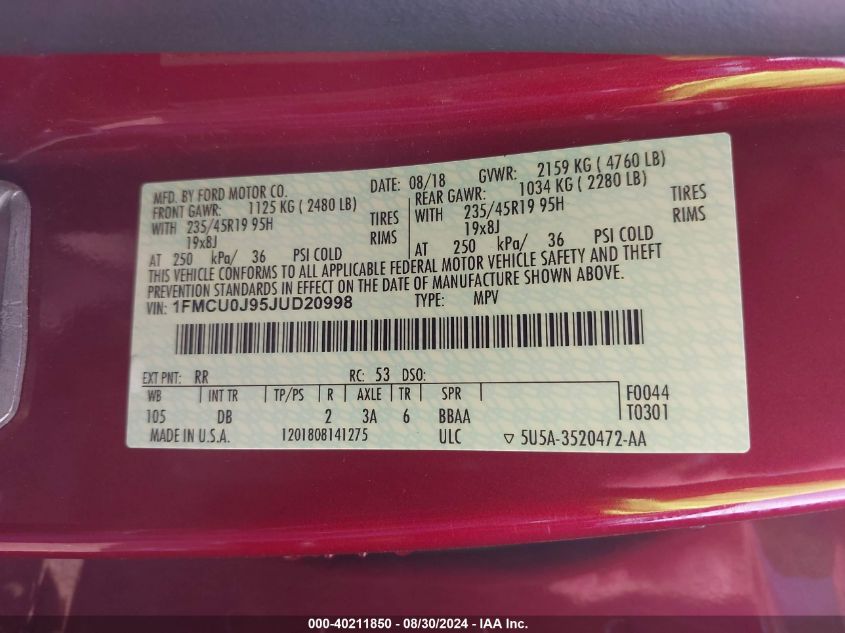 MFD. BY FORD MOTOR CO. DATE: 08/18 GVWR: 2159 KG ( 4760 LB)
FRONT GAWR: 1125 KG ( 2480 LB) REAR GAWR: 1034 KG ( 2280 LB)
WITH 235/45R19 95H TIRES WITH 235/45R19 95H TIRES
19x8J RIMS 19x8J RIMS
AT 250 kPa/ 36 PSI COLD AT 250 kPa/ 36 PSI COLD
THIS VEHICLE CONFORMS TO ALL APPLICABLE FEDERAL MOTOR VEHICLE SAFETY AND THEFT
PREVENTION STANDARDS IN EFFECT ON THE DATE OF MANUFACTURE SHOWN ABOVE.
VIN: 1FMCU0J95JUD20998 TYPE: MPV
EXT PNT: RR RC: 53 DSO:
WB INT TR TP/PS R AXLE TR SPR F0044
105 DB 2 3A 6 BBAA T0301
MADE IN U.S.A. 1201808141275 ULC ▽ 5U5A-3520472-AA
000-40211850 - 08/30/2024 - IAA Inc.